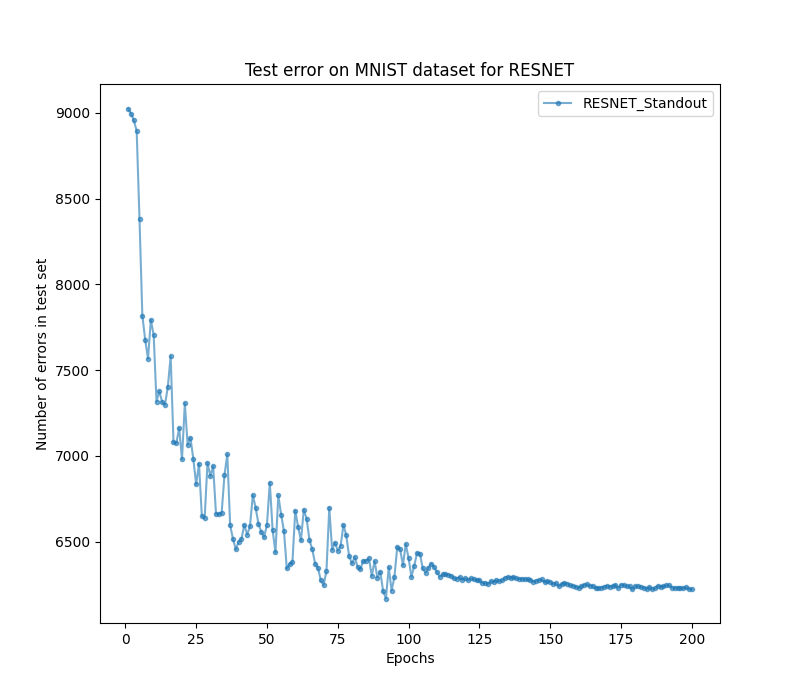 Test error on MNIST dataset for RESNET
RESNET_Standout
9000
8500
8000
7500
7000
6500
Number of errors in test set
0 25 50 75 100 125 150 175 200
Epochs